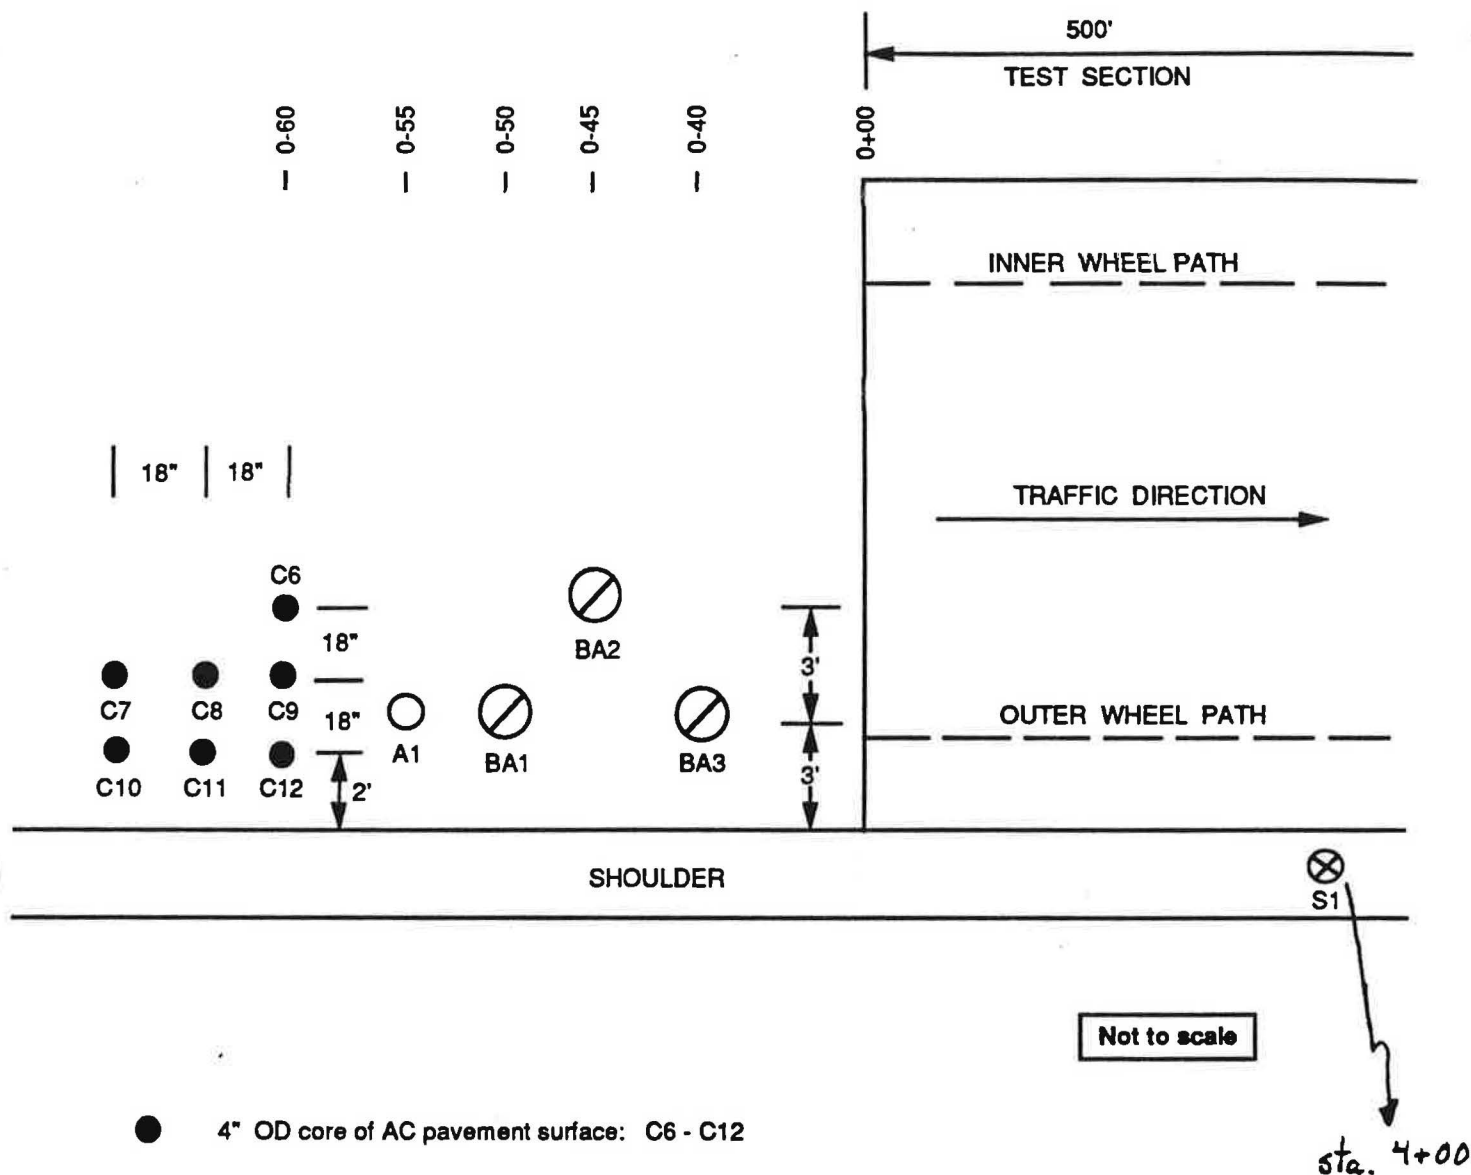 500'
TEST SECTION
0-60
0-55
0-50
0-45
0-40
0+00
INNER WHEEL PATH
18"
18"
TRAFFIC DIRECTION
C6
18"
BA2
3'
C7
C8
C9
18"
A1
BA1
BA3
OUTER WHEEL PATH
C10
C11
C12
2'
3'
SHOULDER
S1
Not to scale
4" OD core of AC pavement surface: C6 - C12
sta. 4+00